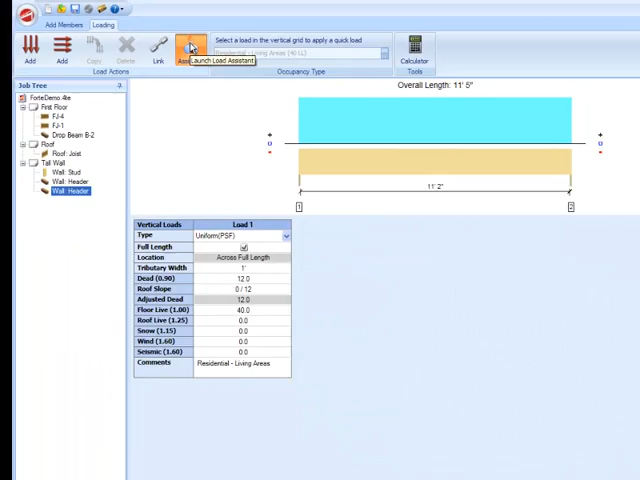 Add Members
Loading
Select a load in the vertical grid to apply a quick load
Residential - Living Areas (40 LL)
Add
Add
Copy
Delete
Link
Launch Load Assistant
Calculator
Load Actions
Occupancy Type
Tools
Job Tree
ForteDemo.4te
First Floor
FJ-4
FJ-1
Drop Beam B-2
Roof
Roof: Joist
Tall Wall
Wall: Stud
Wall: Header
Wall: Header
Overall Length: 11' 5"
+
0
-
+
0
-
11' 2"
1
2
Vertical Loads Load 1
Type Uniform(PSF)
Full Length
Location Across Full Length
Tributary Width 1'
Dead (0.90) 12.0
Roof Slope 0 / 12
Adjusted Dead 12.0
Floor Live (1.00) 40.0
Roof Live (1.25) 0.0
Snow (1.15) 0.0
Wind (1.60) 0.0
Seismic (1.60) 0.0
Comments Residential - Living Areas